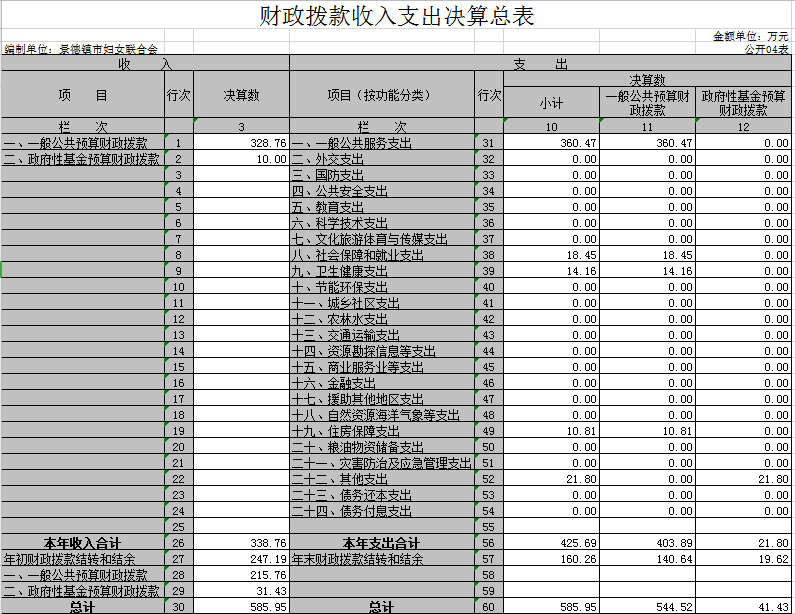 财政拨款收入支出决算总表
金额单位：万元
编制单位：景德镇市妇女联合会 公开04表
收 入 支 出
项 目 行次 决算数 项目（按功能分类） 行次 决算数
小计 一般公共预算财政拨款 政府性基金预算财政拨款
栏 次 3 栏 次 10 11 12
一、一般公共预算财政拨款 1 328.76 一、一般公共服务支出 31 360.47 360.47 0.00
二、政府性基金预算财政拨款 2 10.00 二、外交支出 32 0.00 0.00 0.00
3 三、国防支出 33 0.00 0.00 0.00
4 四、公共安全支出 34 0.00 0.00 0.00
5 五、教育支出 35 0.00 0.00 0.00
6 六、科学技术支出 36 0.00 0.00 0.00
7 七、文化旅游体育与传媒支出 37 0.00 0.00 0.00
8 八、社会保障和就业支出 38 18.45 18.45 0.00
9 九、卫生健康支出 39 14.16 14.16 0.00
10 十、节能环保支出 40 0.00 0.00 0.00
11 十一、城乡社区支出 41 0.00 0.00 0.00
12 十二、农林水支出 42 0.00 0.00 0.00
13 十三、交通运输支出 43 0.00 0.00 0.00
14 十四、资源勘探信息等支出 44 0.00 0.00 0.00
15 十五、商业服务业等支出 45 0.00 0.00 0.00
16 十六、金融支出 46 0.00 0.00 0.00
17 十七、援助其他地区支出 47 0.00 0.00 0.00
18 十八、自然资源海洋气象等支出 48 0.00 0.00 0.00
19 十九、住房保障支出 49 10.81 10.81 0.00
20 二十、粮油物资储备支出 50 0.00 0.00 0.00
21 二十一、灾害防治及应急管理支出 51 0.00 0.00 0.00
22 二十二、其他支出 52 21.80 0.00 21.80
23 二十三、债务还本支出 53 0.00 0.00 0.00
24 二十四、债务付息支出 54 0.00 0.00 0.00
25 55
本年收入合计 26 338.76 本年支出合计 56 425.69 403.89 21.80
年初财政拨款结转和结余 27 247.19 年末财政拨款结转和结余 57 160.26 140.64 19.62
一、一般公共预算财政拨款 28 215.76 58
二、政府性基金预算财政拨款 29 31.43 59
总计 30 585.95 总计 60 585.95 544.52 41.43